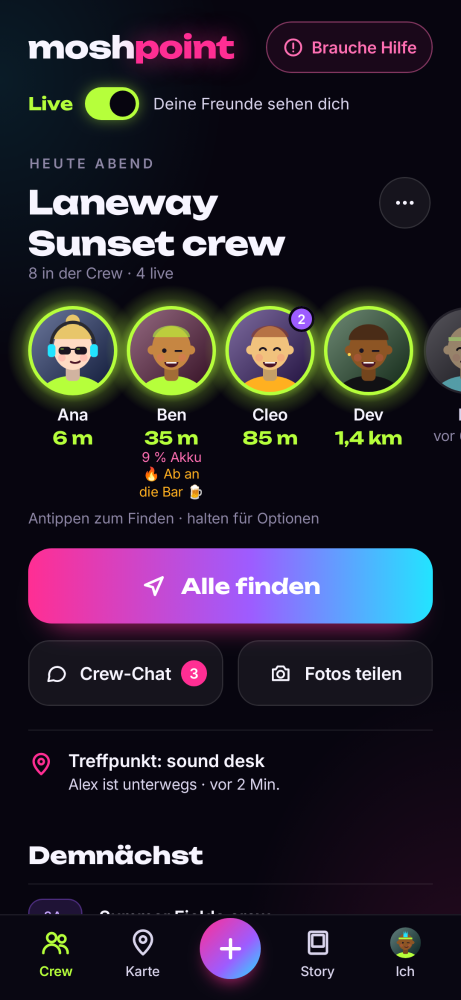 moshpoint
Brauche Hilfe
Live
Deine Freunde sehen dich
HEUTE ABEND
Laneway
Sunset crew
8 in der Crew · 4 live
2
Ana
Ben
Cleo
Dev
6 m
35 m
85 m
1,4 km
vor
9 % Akku
🔥 Ab an
die Bar 🍺
Antippen zum Finden · halten für Optionen
Alle finden
Crew-Chat
3
Fotos teilen
Treffpunkt: sound desk
Alex ist unterwegs · vor 2 Min.
Demnächst
Crew
Karte
Story
Ich